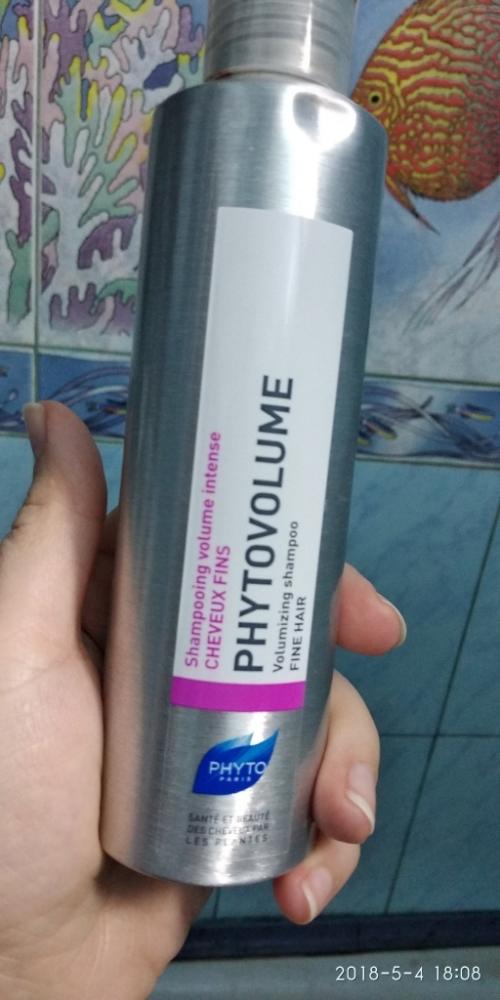 Shampooing volume intense
CHEVEUX FINS
PHYTOVOLUME
Volumizing shampoo
FINE HAIR
PHYTO
PARIS
SANTÉ ET BEAUTÉ
DES CHEVEUX PAR
LES PLANTES
2018-5-4 18:08